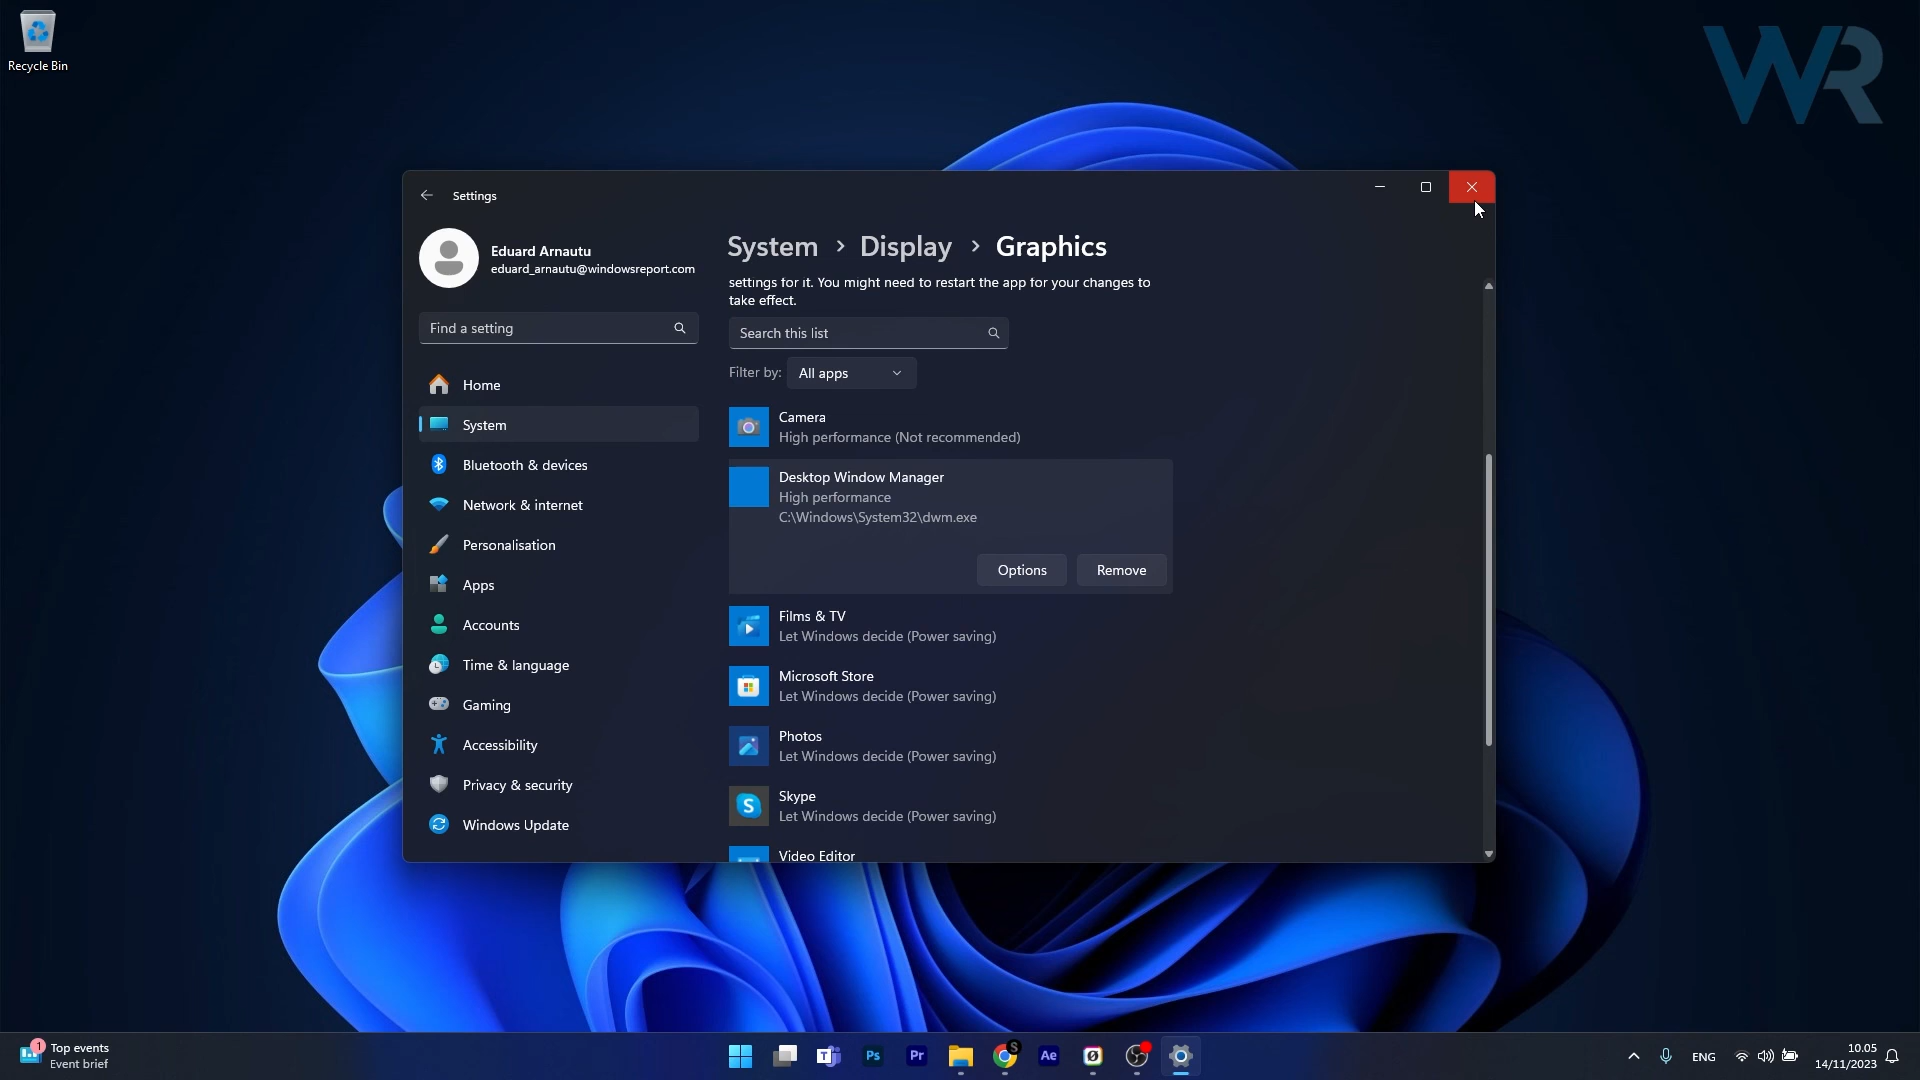 Recycle Bin
WR
Settings
Eduard Arnautu
eduard_arnautu@windowsreport.com
Find a setting
Home
System
Bluetooth & devices
Network & internet
Personalisation
Apps
Accounts
Time & language
Gaming
Accessibility
Privacy & security
Windows Update
System > Display > Graphics
settings for it. You might need to restart the app for your changes to
take effect.
Search this list
Filter by: All apps
Camera
High performance (Not recommended)
Desktop Window Manager
High performance
C:\Windows\System32\dwm.exe
Options Remove
Films & TV
Let Windows decide (Power saving)
Microsoft Store
Let Windows decide (Power saving)
Photos
Let Windows decide (Power saving)
S
Skype
Let Windows decide (Power saving)
Video Editor
1
Top events
Event brief
T
Ps
Pr
S
Ae
ENG
10.05
14/11/2023